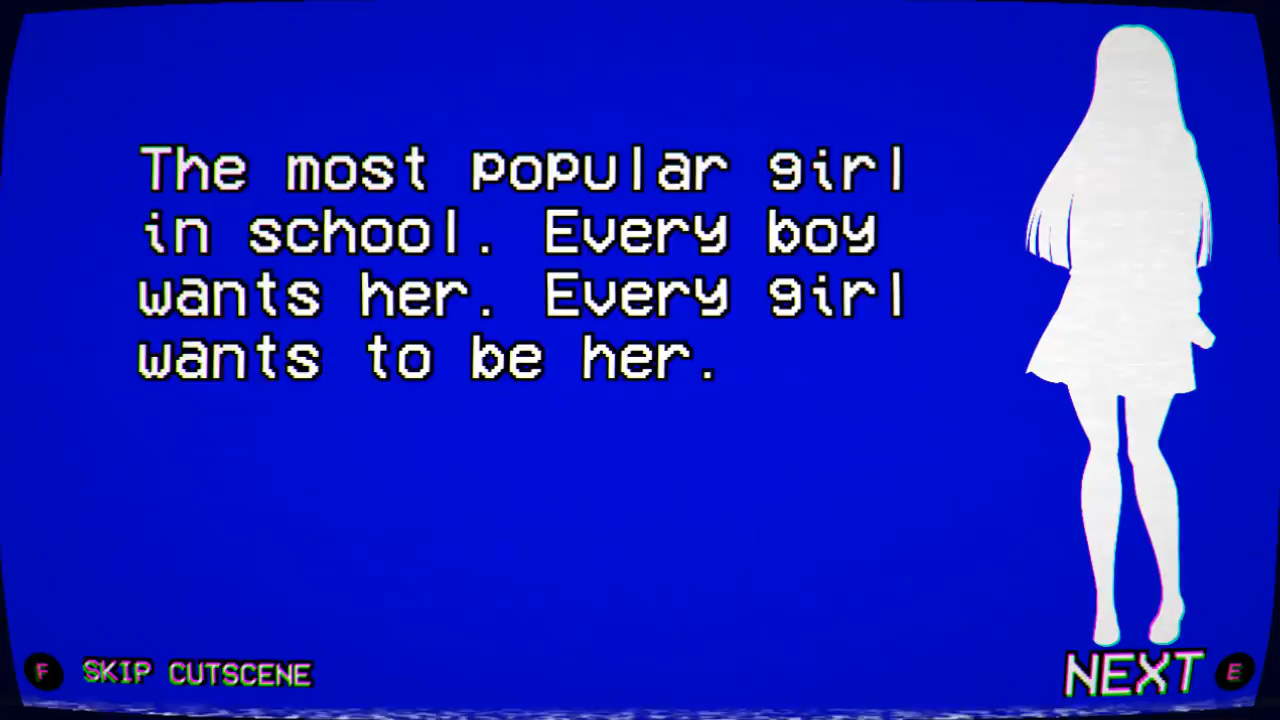 The most popular girl
in school. Every boy
wants her. Every girl
wants to be her.
F SKIP CUTSCENE
NEXT E